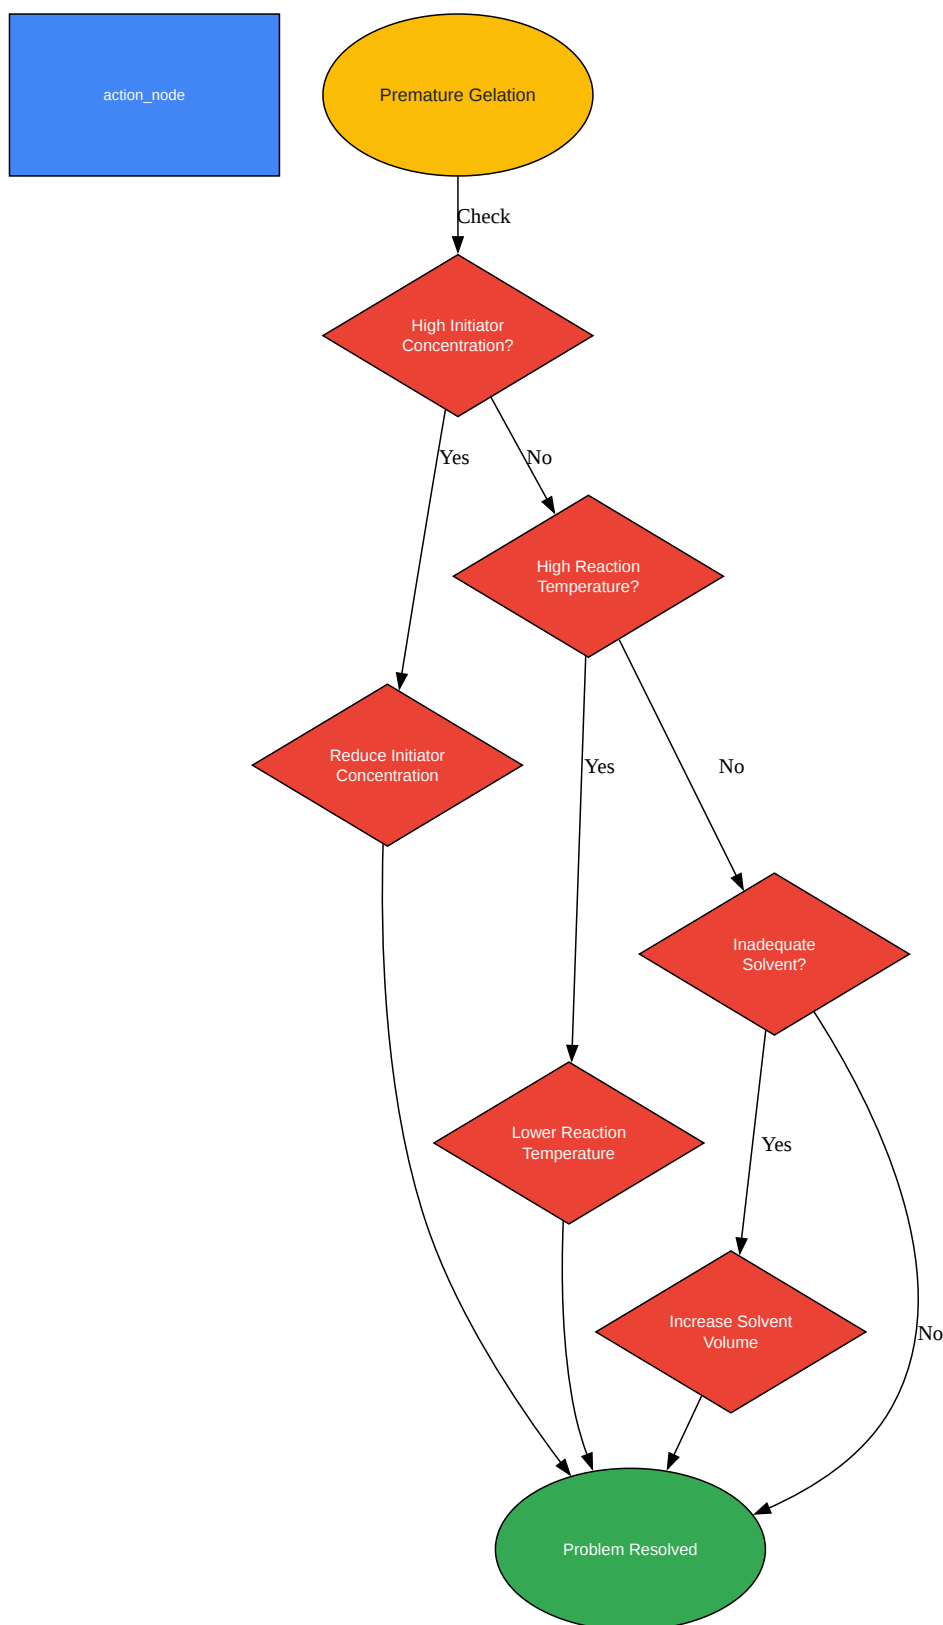 action_node
Premature Gelation
Check
High Initiator
Concentration?
Yes
No
High Reaction
Temperature?
Reduce Initiator
Concentration
Yes
No
Inadequate
Solvent?
Lower Reaction
Temperature
Yes
Increase Solvent
Volume
No
Problem Resolved